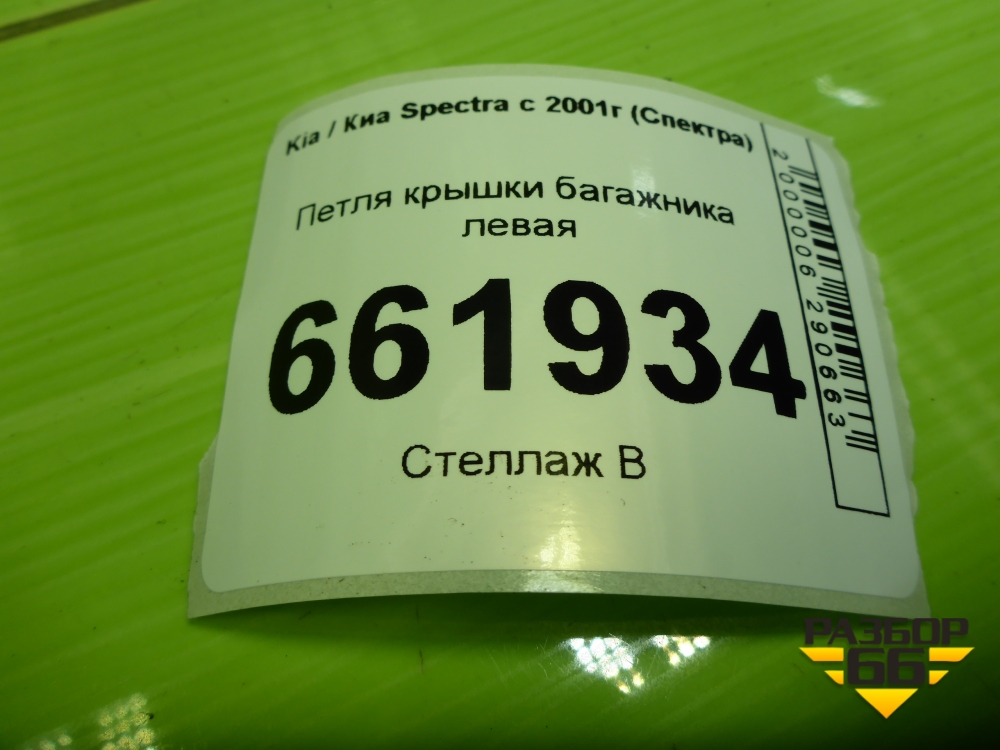 Kia / Киа Spectra с 2001г (Спектра)
Петля крышки багажника
левая
661934
Стеллаж В
2000006290663
РАЗБОР
66